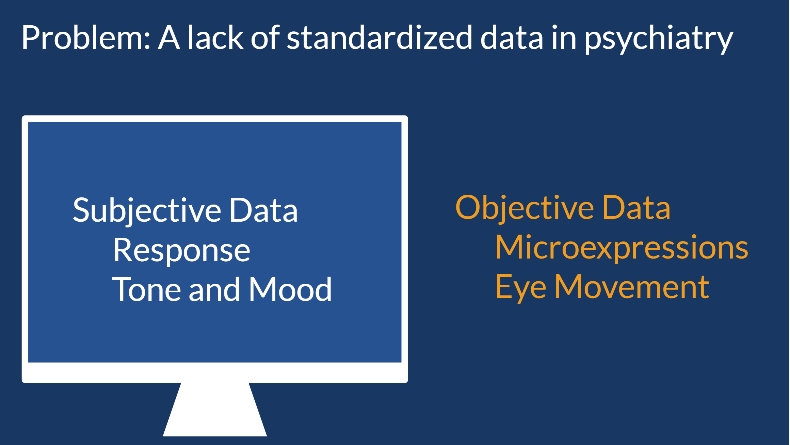 Problem: A lack of standardized data in psychiatry
Subjective Data
Response
Tone and Mood
Objective Data
Microexpressions
Eye Movement